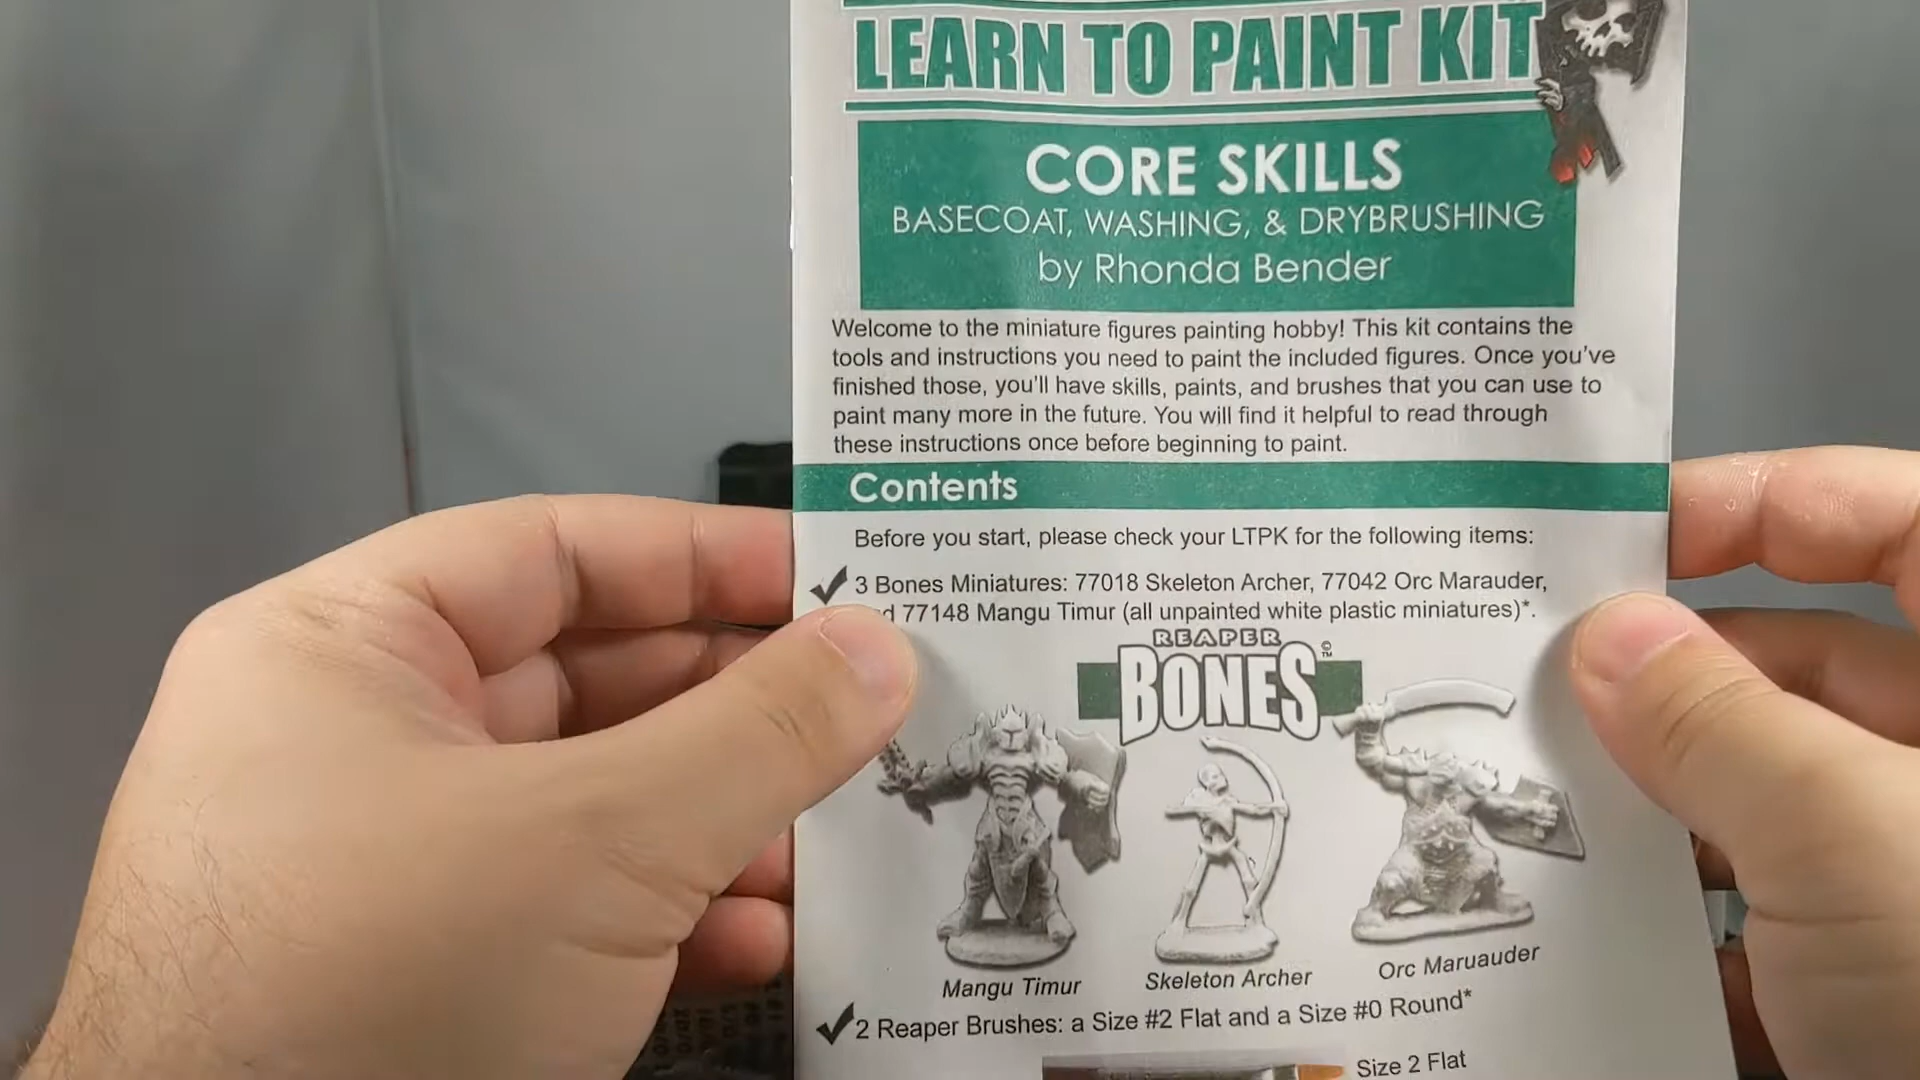 LEARN TO PAINT KIT
CORE SKILLS
BASECOAT, WASHING, & DRYBRUSHING
by Rhonda Bender
Welcome to the miniature figures painting hobby! This kit contains the
tools and instructions you need to paint the included figures. Once you've
finished those, you'll have skills, paints, and brushes that you can use to
paint many more in the future. You will find it helpful to read through
these instructions once before beginning to paint.
Contents
Before you start, please check your LTPK for the following items:
3 Bones Miniatures: 77018 Skeleton Archer, 77042 Orc Marauder,
77148 Mangu Timur (all unpainted white plastic miniatures)*.
REAPER
BONES ©
™
Mangu Timur
Skeleton Archer
Orc Maruauder
2 Reaper Brushes: a Size #2 Flat and a Size #0 Round*
Size 2 Flat